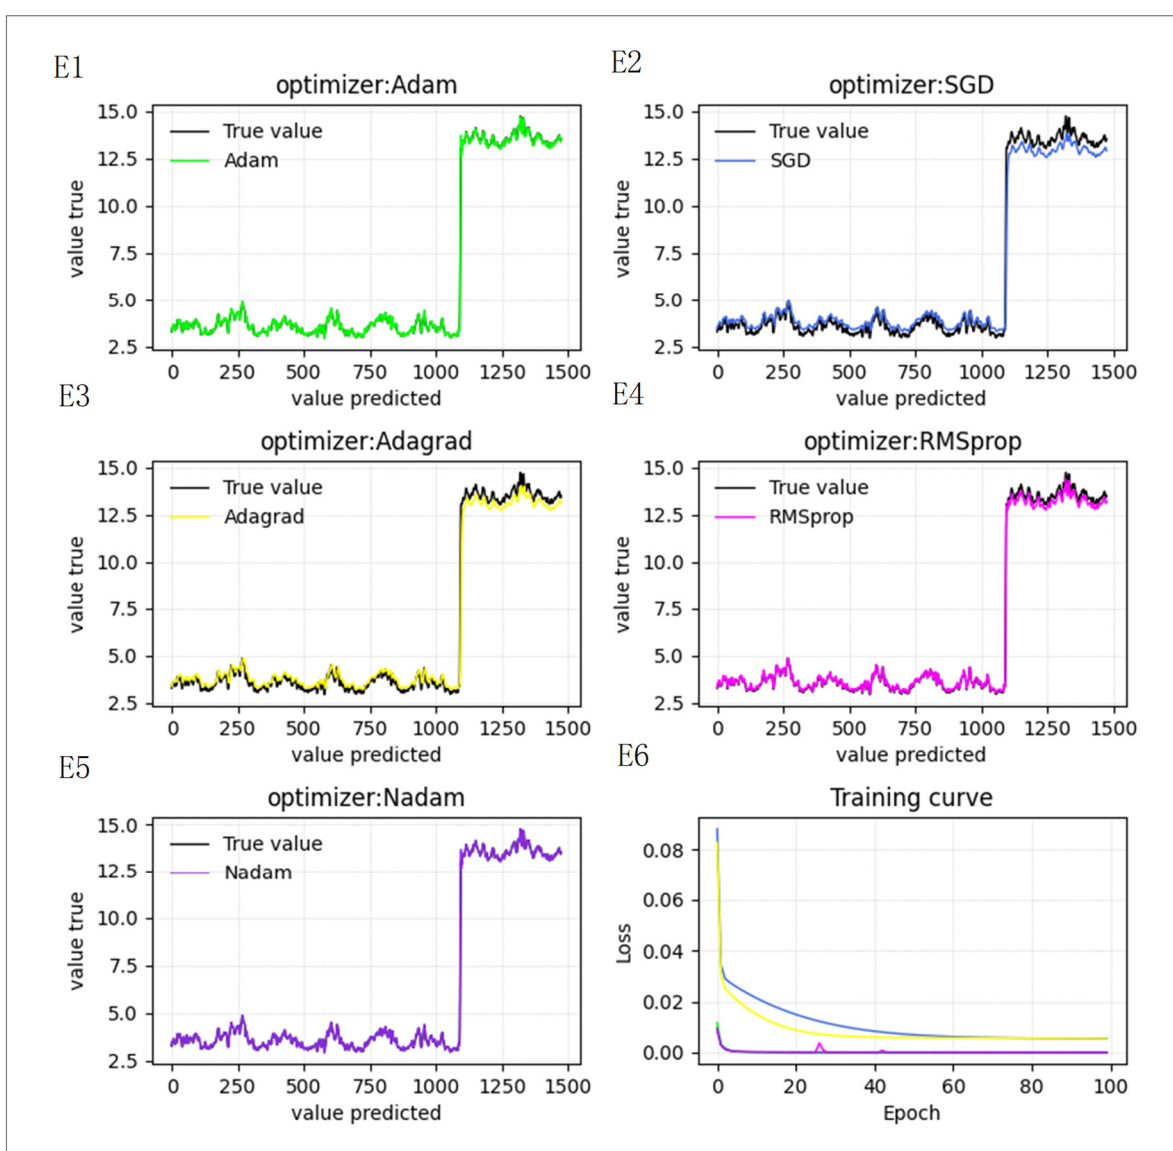 E1
optimizer:Adam
15.0
12.5
10.0
7.5
5.0
2.5
value true
True value
Adam
0 250 500 750 1000 1250 1500
value predicted
E2
optimizer:SGD
15.0
12.5
10.0
7.5
5.0
2.5
value true
True value
SGD
0 250 500 750 1000 1250 1500
value predicted
E3
optimizer:Adagrad
15.0
12.5
10.0
7.5
5.0
2.5
value true
True value
Adagrad
0 250 500 750 1000 1250 1500
value predicted
E4
optimizer:RMSprop
15.0
12.5
10.0
7.5
5.0
2.5
value true
True value
RMSprop
0 250 500 750 1000 1250 1500
value predicted
E5
optimizer:Nadam
15.0
12.5
10.0
7.5
5.0
2.5
value true
True value
Nadam
0 250 500 750 1000 1250 1500
value predicted
E6
Training curve
0.08
0.06
0.04
0.02
0.00
Loss
0 20 40 60 80 100
Epoch